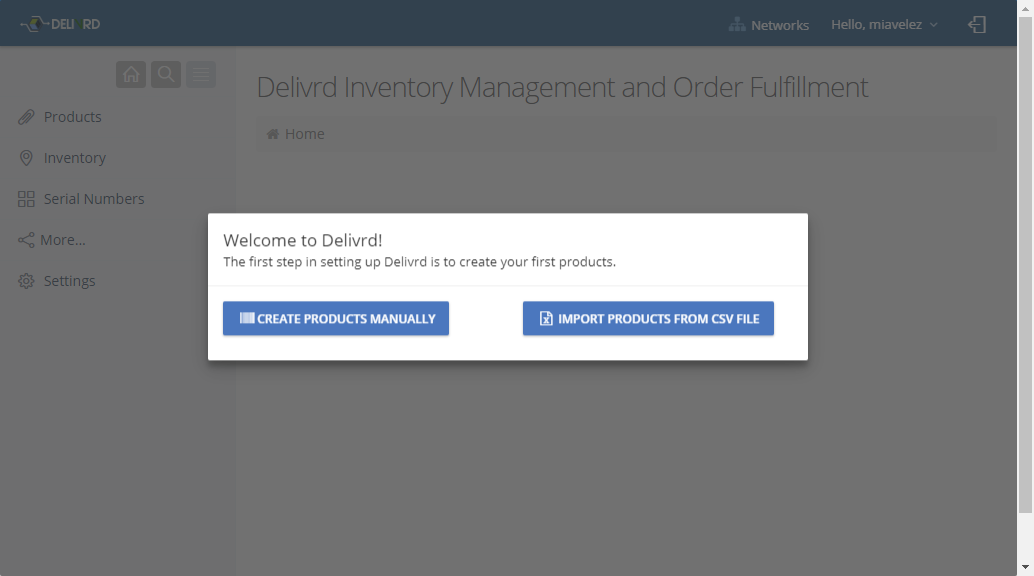 DELIVRD
Networks
Hello, miavelez
Products
Inventory
Serial Numbers
More...
Settings
Delivrd Inventory Management and Order Fulfillment
Home
Welcome to Delivrd!
The first step in setting up Delivrd is to create your first products.
CREATE PRODUCTS MANUALLY
IMPORT PRODUCTS FROM CSV FILE